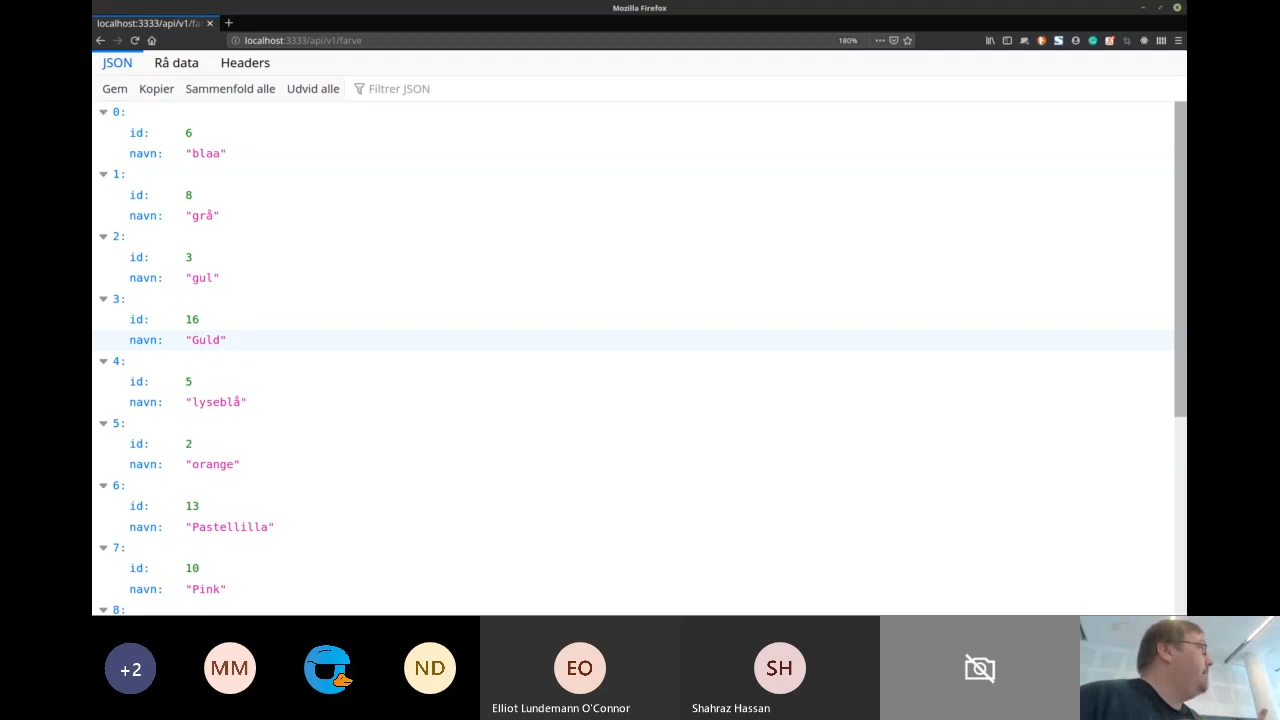 Mozilla Firefox
localhost:3333/api/v1/far
localhost:3333/api/v1/farve
180%
JSON Rå data Headers
Gem Kopier Sammenfold alle Udvid alle Filtrer JSON
0:
id: 6
navn: "blaa"
1:
id: 8
navn: "grå"
2:
id: 3
navn: "gul"
3:
id: 16
navn: "Guld"
4:
id: 5
navn: "lyseblå"
5:
id: 2
navn: "orange"
6:
id: 13
navn: "Pastellilla"
7:
id: 10
navn: "Pink"
8:
+2 MM ND EO SH
Elliot Lundemann O'Connor Shahraz Hassan